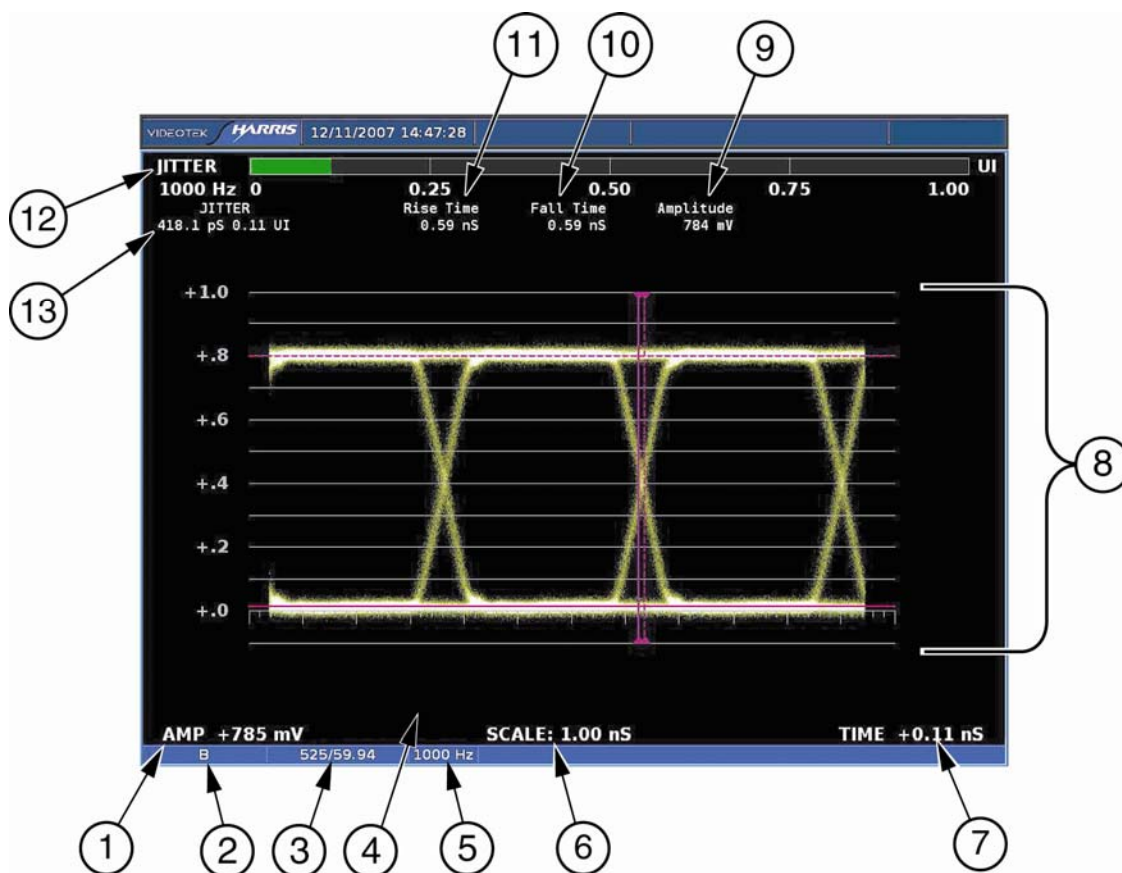 11 10 9
VIDEOTEK HARRIS 12/11/2007 14:47:28
JITTER UI
1000 Hz 0 0.25 0.50 0.75 1.00
JITTER Rise Time Fall Time Amplitude
418.1 pS 0.11 UI 0.59 nS 0.59 nS 784 mV
12
13
+1.0
+.8
+.6
+.4
+.2
+.0
8
AMP +785 mV SCALE: 1.00 nS TIME +0.11 nS
B 525/59.94 1000 Hz
1 2 3 4 5 6 7